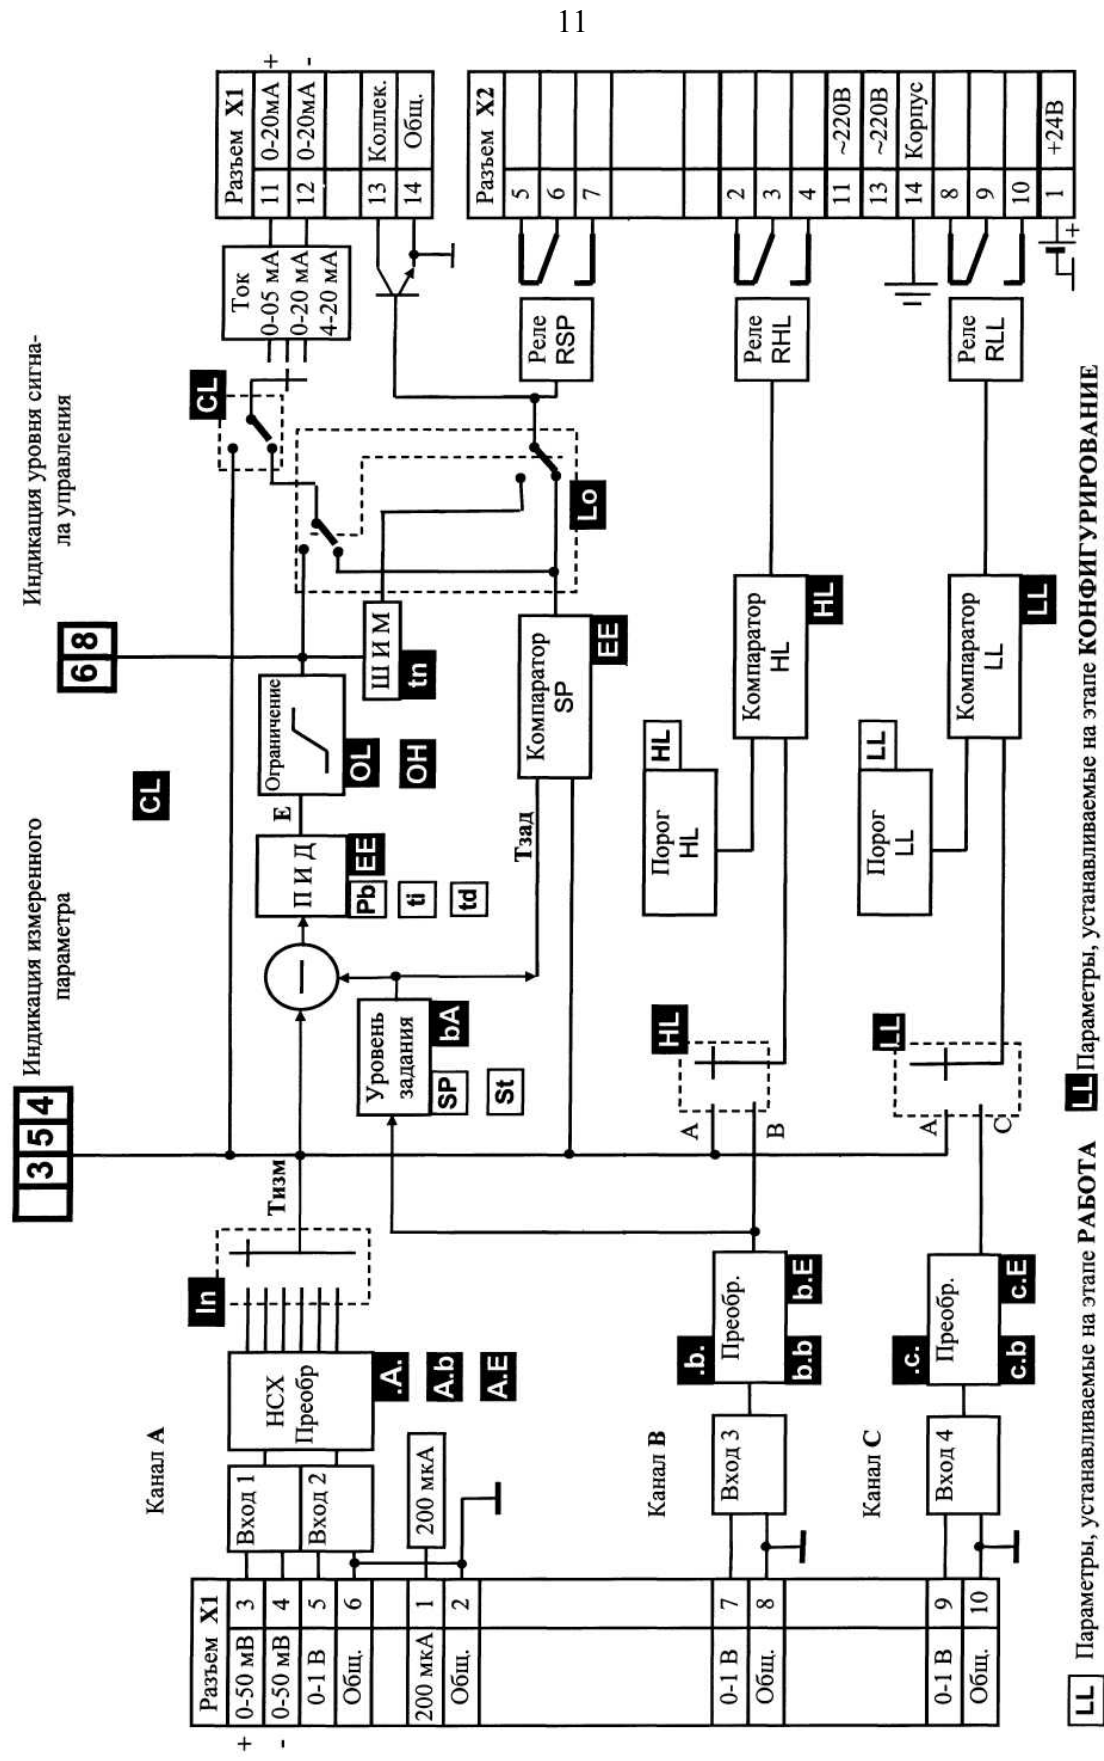 11
Индикация измеренного
параметра
3 5 4
Индикация уровня сигна-
ла управления
6 8
Разъем X1
+
3
0-50 мВ
-
4
0-50 мВ
5
0-1 В
6
Общ.
1
200 мкА
2
Общ.
7
0-1 В
8
Общ.
9
0-1 В
10
Общ.
Канал А
Вход 1
Вход 2
200 мкА
НСХ
Преобр
.A.
A.b
A.E
In
Тизм
Канал В
Вход 3
Преобр.
.b.
b.b
b.E
Канал С
Вход 4
Преобр.
.c.
c.b
c.E
Уровень
задания
bA
SP
St
П И Д
EE
Pb
ti
td
E
Ограничение
OL
OH
CL
Ш И М
tn
Тзад
Компаратор
SP
EE
Lo
CL
Ток
0-05 мА
0-20 мА
4-20 мА
A
B
HL
Порог
HL
HL
Компаратор
HL
HL
A
C
LL
Порог
LL
LL
Компаратор
LL
LL
Реле
RSP
Реле
RHL
Реле
RLL
Разъем X1
11
0-20мА
+
12
0-20мА
-
13
Коллек.
14
Общ.
Разъем X2
5
6
7
2
3
4
11
~220В
13
~220В
14
Корпус
8
9
10
1
+24В
+
LL Параметры, устанавливаемые на этапе РАБОТА
LL Параметры, устанавливаемые на этапе КОНФИГУРИРОВАНИЕ